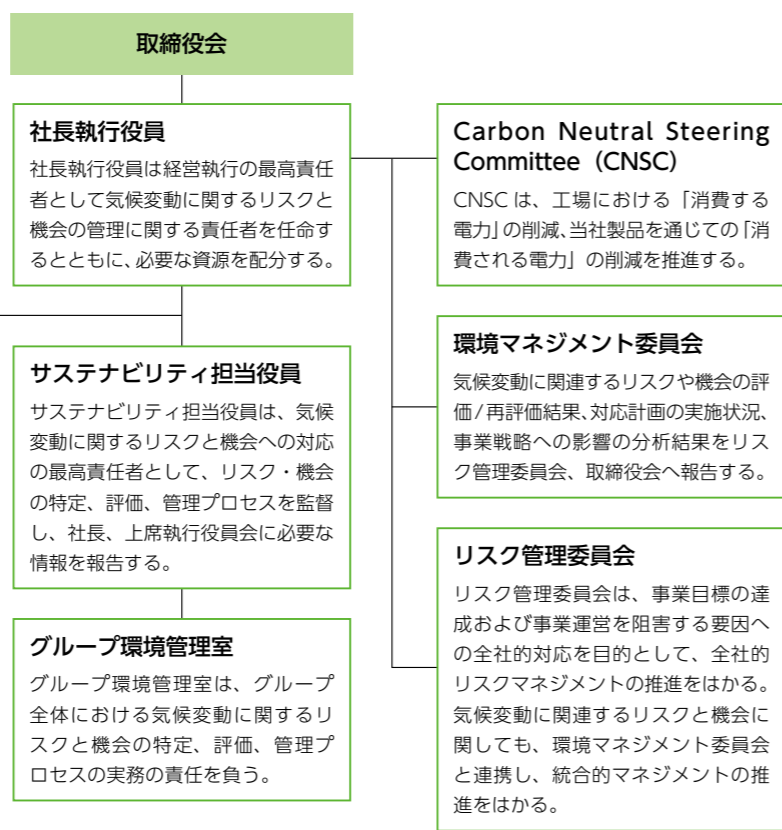 取締役会
社長執行役員
社長執行役員は経営執行の最高責任
者として気候変動に関するリスクと
機会の管理に関する責任者を任命す
るとともに、必要な資源を配分する。
サステナビリティ担当役員
サステナビリティ担当役員は、気候
変動に関するリスクと機会への対応
の最高責任者として、リスク・機会
の特定、評価、管理プロセスを監督
し、社長、上席執行役員会に必要な
情報を報告する。
グループ環境管理室
グループ環境管理室は、グループ
全体における気候変動に関するリ
スクと機会の特定、評価、管理プ
ロセスの実務の責任を負う。
Carbon Neutral Steering
Committee（CNSC）
CNSC は、工場における「消費する
電力」の削減、当社製品を通じての「消
費される電力」の削減を推進する。
環境マネジメント委員会
気候変動に関連するリスクや機会の評
価/再評価結果、対応計画の実施状況、
事業戦略への影響の分析結果をリス
ク管理委員会、取締役会へ報告する。
リスク管理委員会
リスク管理委員会は、事業目標の達
成および事業運営を阻害する要因へ
の全社的対応を目的として、全社的
リスクマネジメントの推進をはかる。
気候変動に関連するリスクと機会に
関しても、環境マネジメント委員会
と連携し、統合的マネジメントの推
進をはかる。